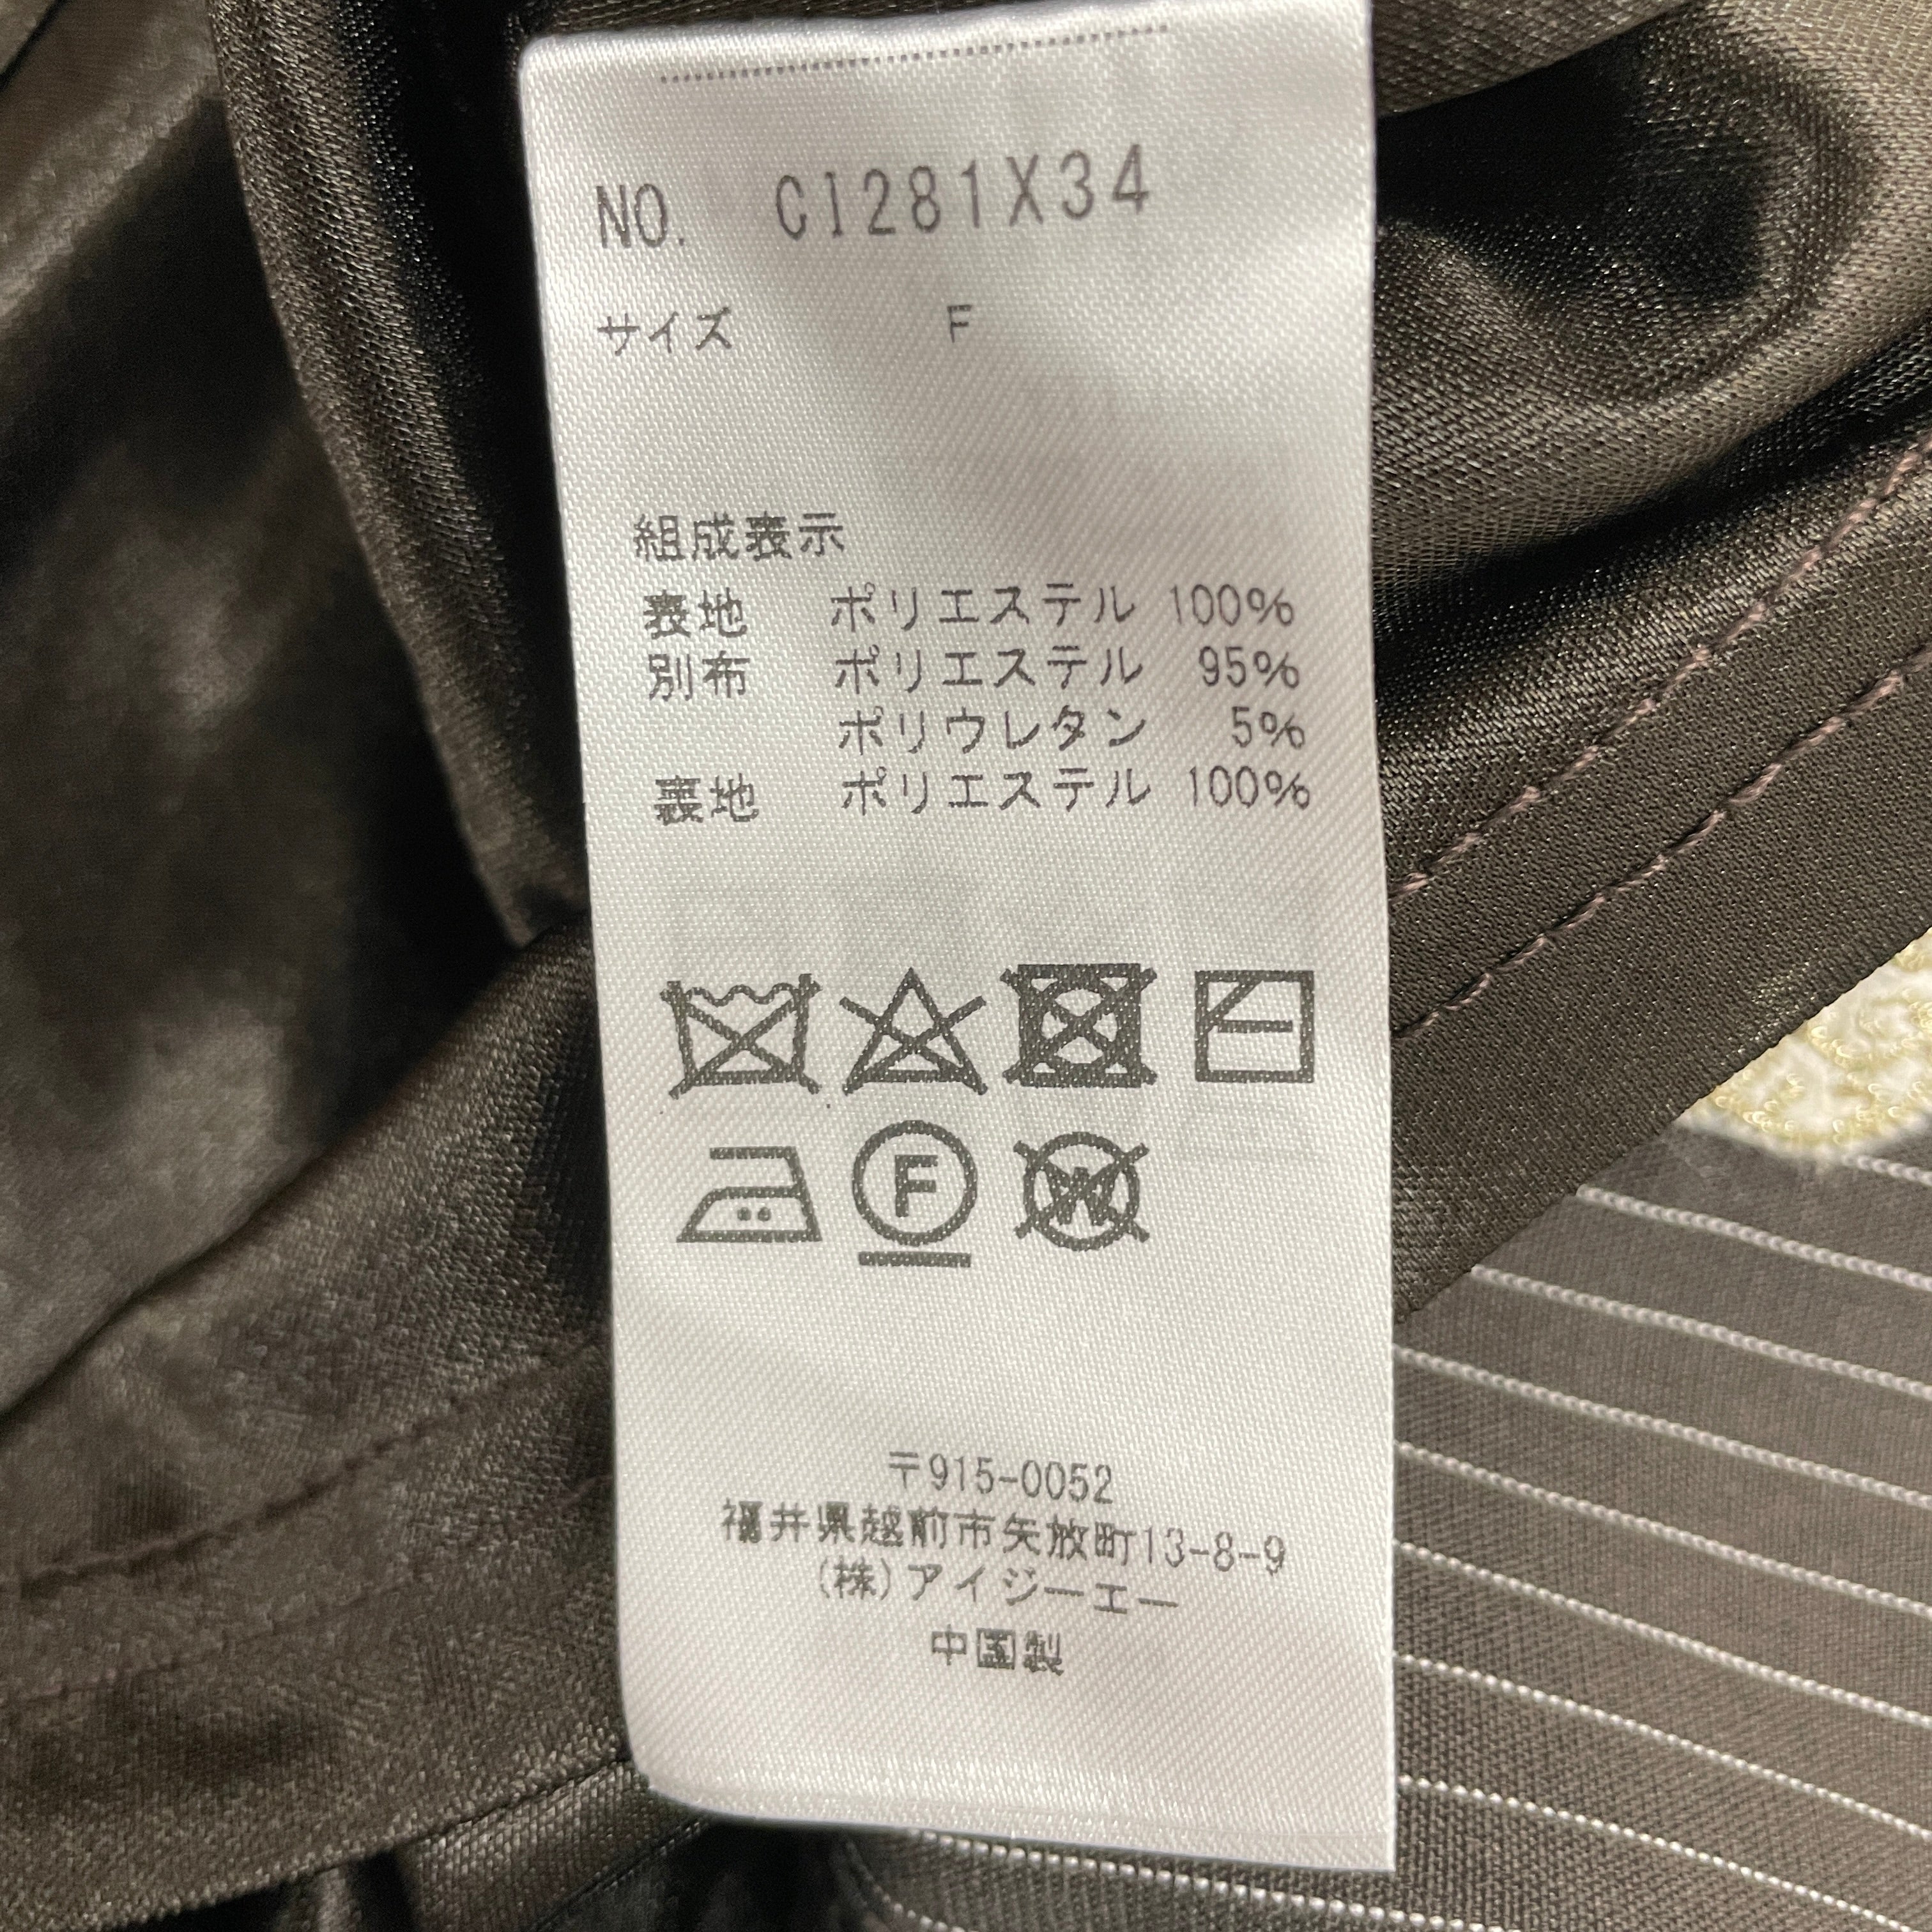 NO. CI281X34
サイズ F
組成表示
表地 ポリエステル 100%
別布 ポリエステル 95%
ポリウレタン 5%
裏地 ポリエステル 100%
F W
〒915-0052
福井県越前市矢放町13-8-9
(株)アイジーエー
中国製